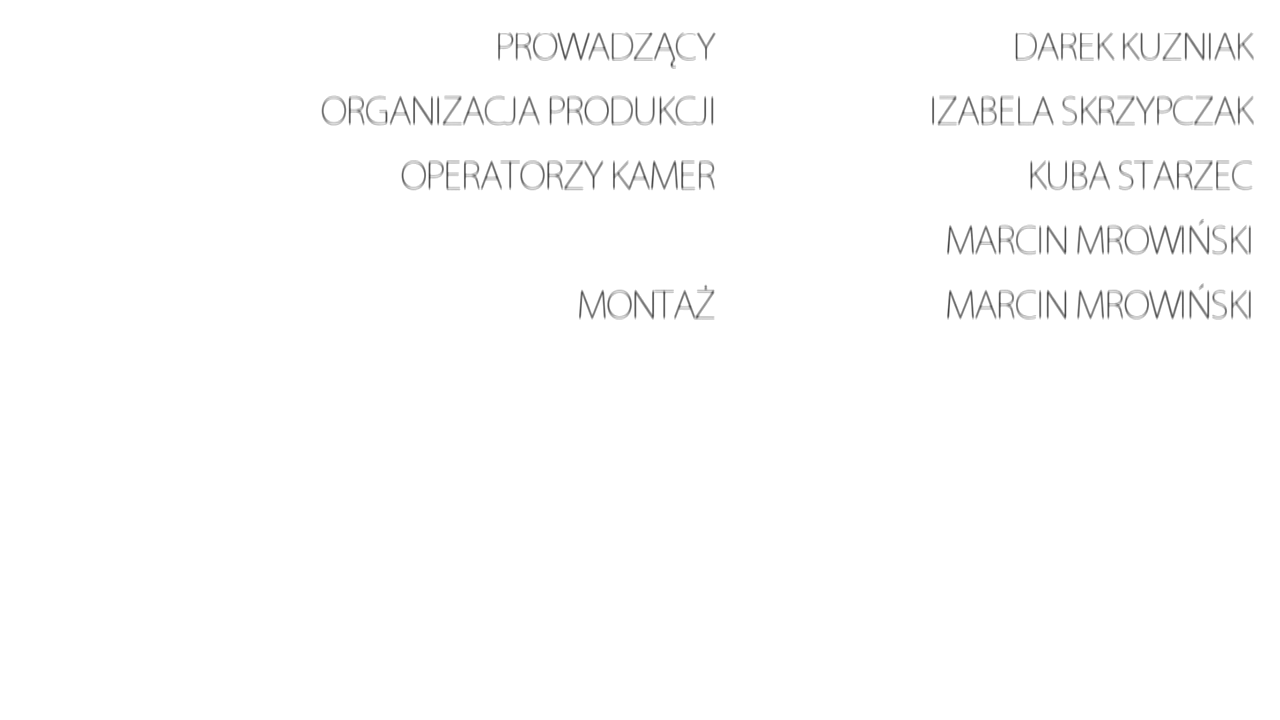 PROWADZĄCY DAREK KUZNIAK
ORGANIZACJA PRODUKCJI IZABELA SKRZYPCZAK
OPERATORZY KAMER KUBA STARZEC
MARCIN MROWIŃSKI
MONTAŻ MARCIN MROWIŃSKI